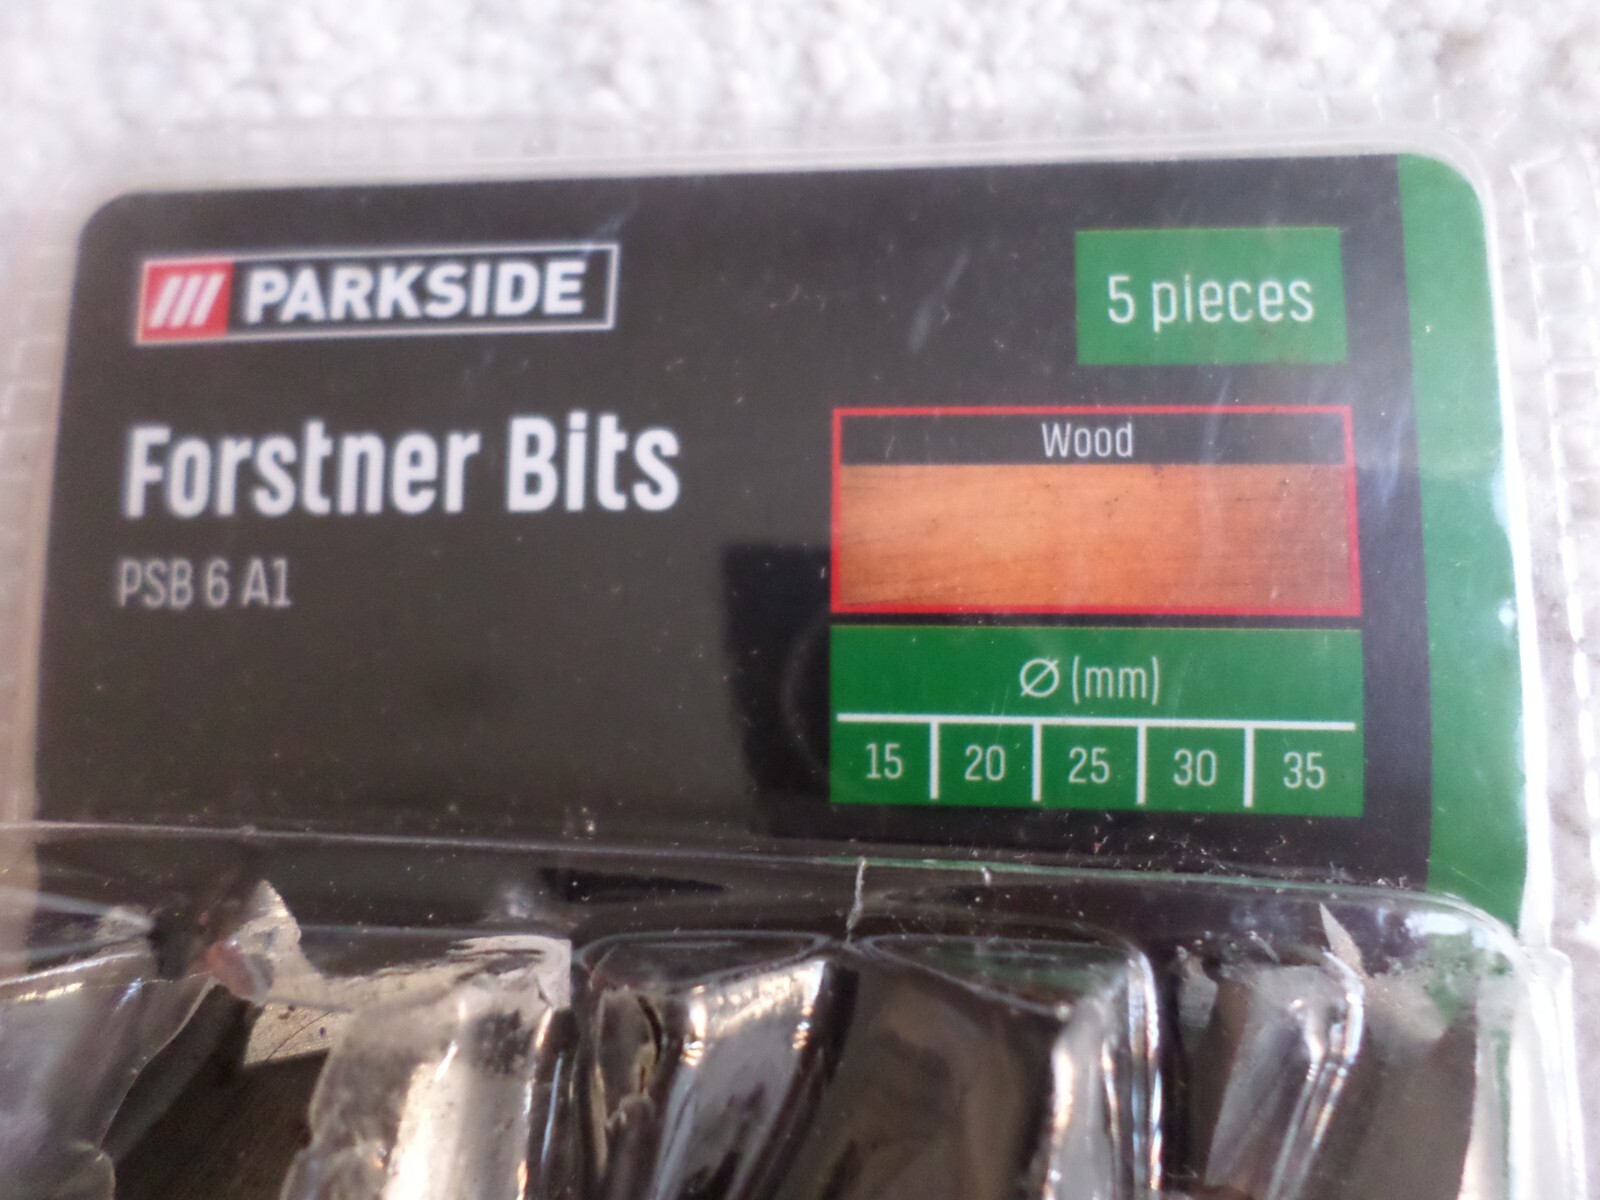 PARKSIDE
5 pieces
Forstner Bits
PSB 6 A1
Wood
Ø (mm)
15 20 25 30 35